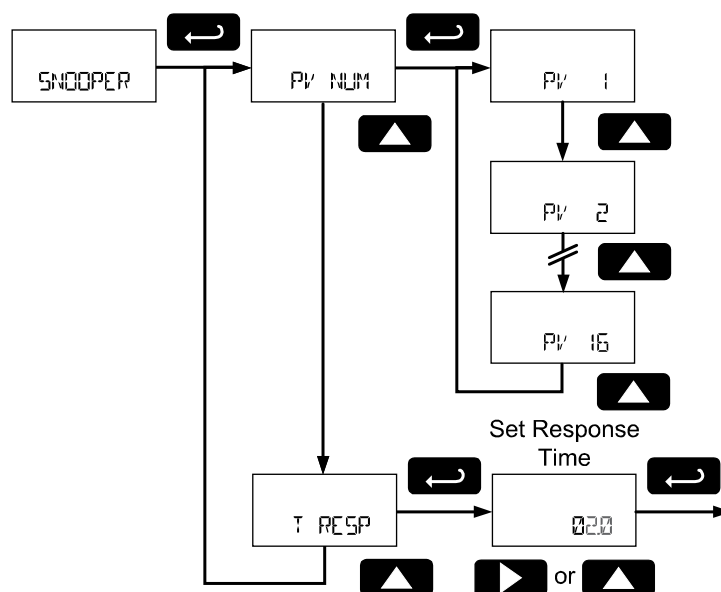 SNOOPER
PV NUM
PV 1
PV 2
PV 16
Set Response
Time
T RESP
02.0
or